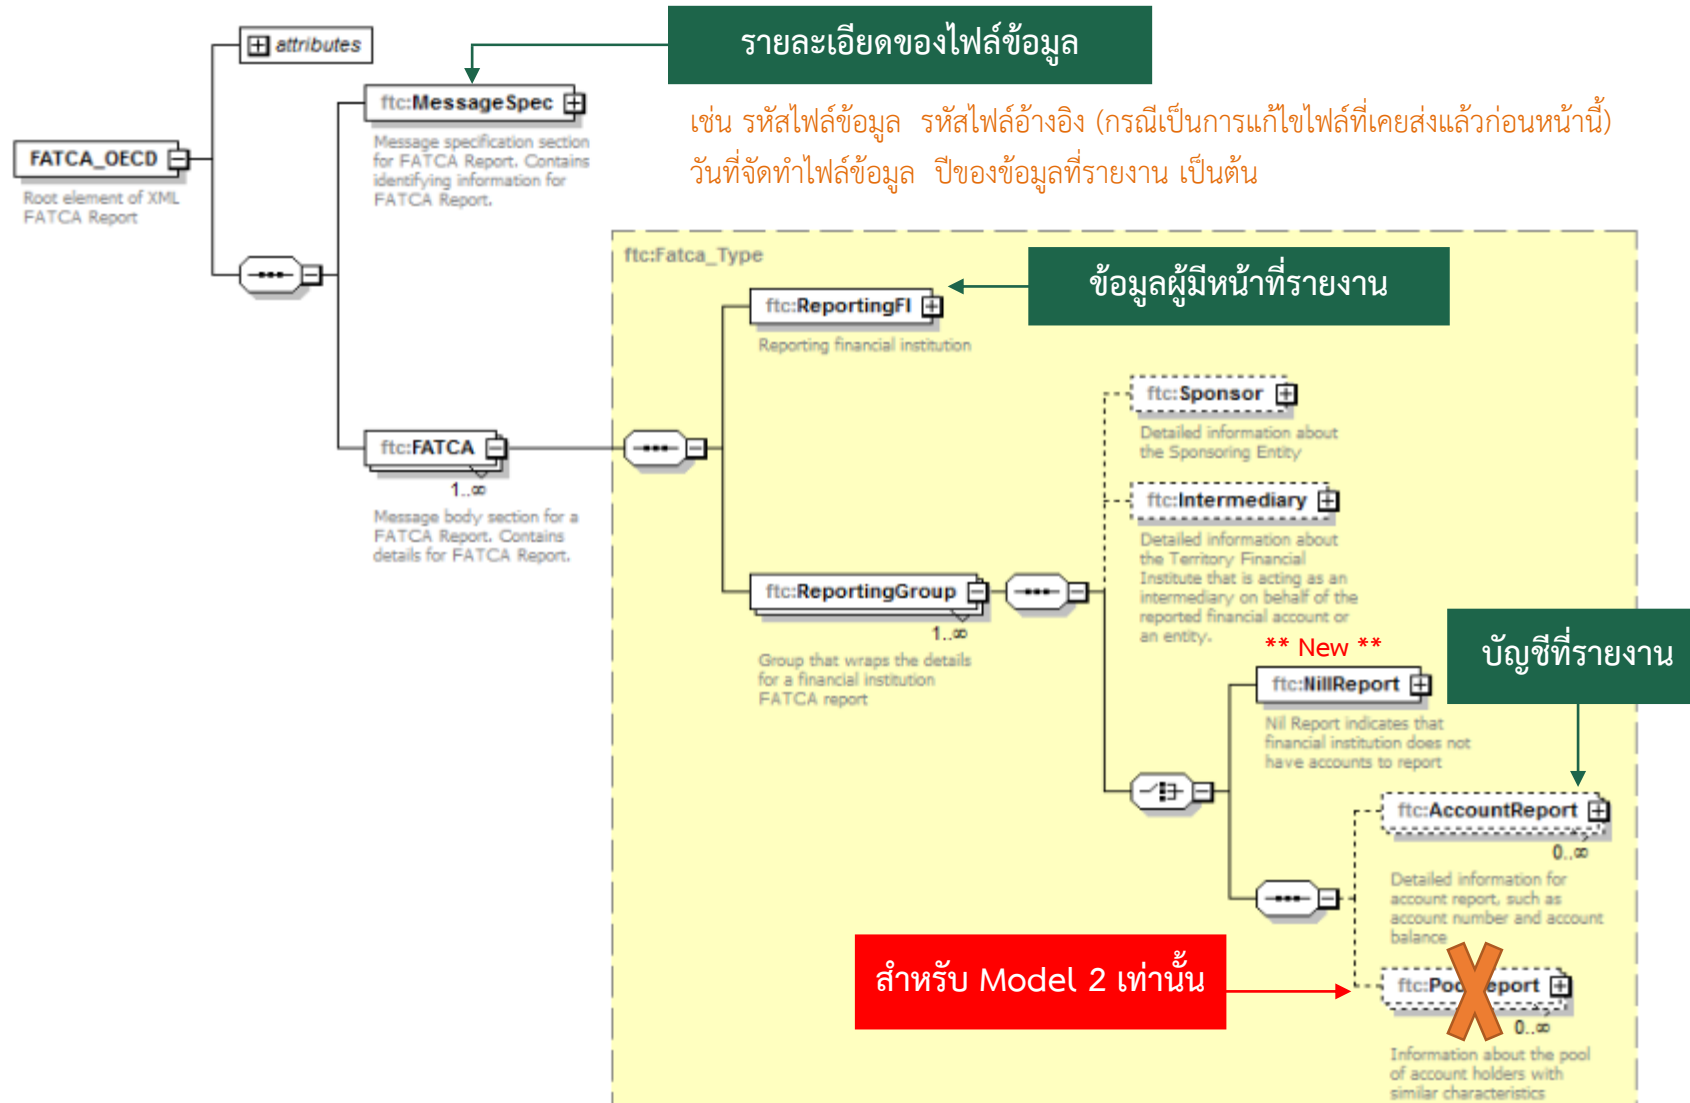 attributes
รายละเอียดของไฟล์ข้อมูล
ftc:MessageSpec
Message specification section
for FATCA Report. Contains
identifying information for
FATCA Report.
เช่น รหัสไฟล์ข้อมูล รหัสไฟล์อ้างอิง (กรณีเป็นการแก้ไขไฟล์ที่เคยส่งแล้วก่อนหน้านี้)
วันที่จัดทำไฟล์ข้อมูล ปีของข้อมูลที่รายงาน เป็นต้น
FATCA_OECD
Root element of XML
FATCA Report
ftc:Fatca_Type
ข้อมูลผู้มีหน้าที่รายงาน
ftc:ReportingFI
Reporting financial institution
ftc:Sponsor
Detailed information about
the Sponsoring Entity
ftc:FATCA
1..∞
Message body section for a
FATCA Report. Contains
details for FATCA Report.
ftc:Intermediary
Detailed information about
the Territory Financial
Institute that is acting as an
intermediary on behalf of the
reported financial account or
an entity.
ftc:ReportingGroup
1..∞
Group that wraps the details
for a financial institution
FATCA report
** New **
บัญชีที่รายงาน
ftc:NillReport
Nil Report indicates that
financial institution does not
have accounts to report
ftc:AccountReport
0..∞
Detailed information for
account report, such as
account number and account
balance
สำหรับ Model 2 เท่านั้น
0..∞
Information about the pool
of account holders with
similar characteristics